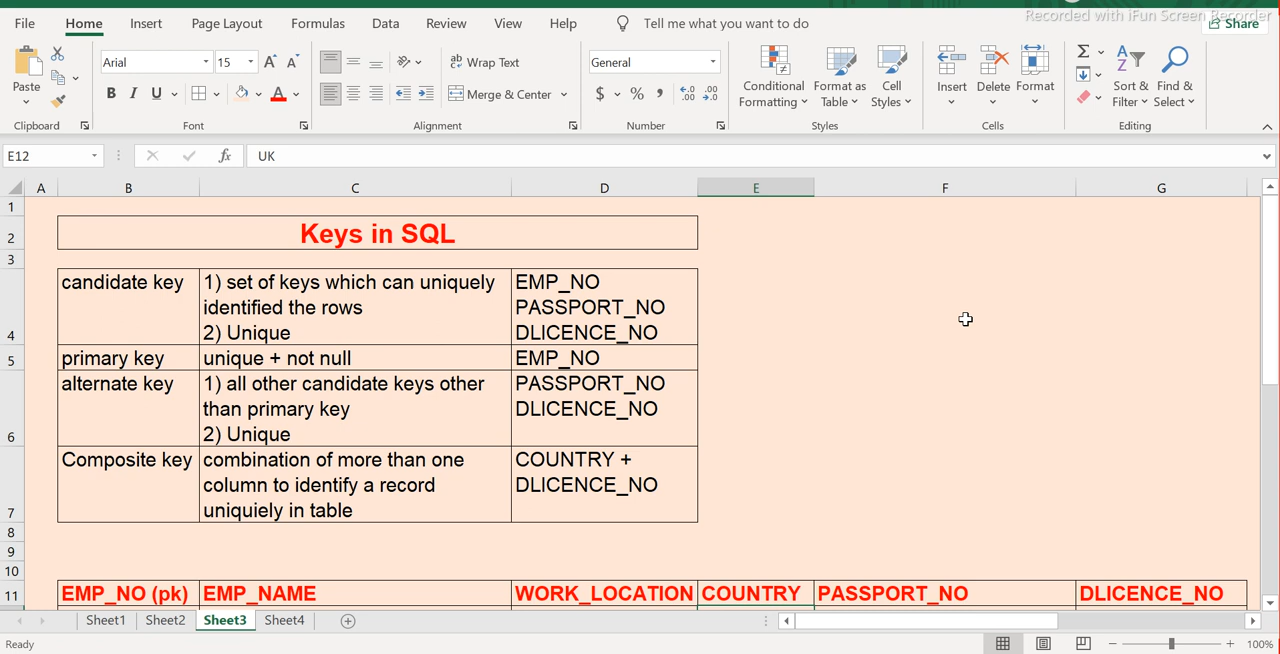 Recorded with iFun Screen Recorder
File Home Insert Page Layout Formulas Data Review View Help Tell me what you want to do Share
Paste
Arial 15 A A
Wrap Text
General
B I U A
Merge & Center
$ % ,
Conditional Formatting
Format as Table
Cell Styles
Insert Delete Format
Sort & Filter
Find & Select
Clipboard Font Alignment Number Styles Cells Editing
E12 fx UK
A B C D E F G
1
2 Keys in SQL
3
candidate key
1) set of keys which can uniquely
identified the rows
2) Unique
EMP_NO
PASSPORT_NO
DLICENCE_NO
4
5 primary key unique + not null EMP_NO
alternate key
1) all other candidate keys other
than primary key
2) Unique
PASSPORT_NO
DLICENCE_NO
6
Composite key
combination of more than one
column to identify a record
uniquiely in table
COUNTRY +
DLICENCE_NO
7
8
9
10
11 EMP_NO (pk) EMP_NAME WORK_LOCATION COUNTRY PASSPORT_NO DLICENCE_NO
Sheet1 Sheet2 Sheet3 Sheet4
Ready 100%